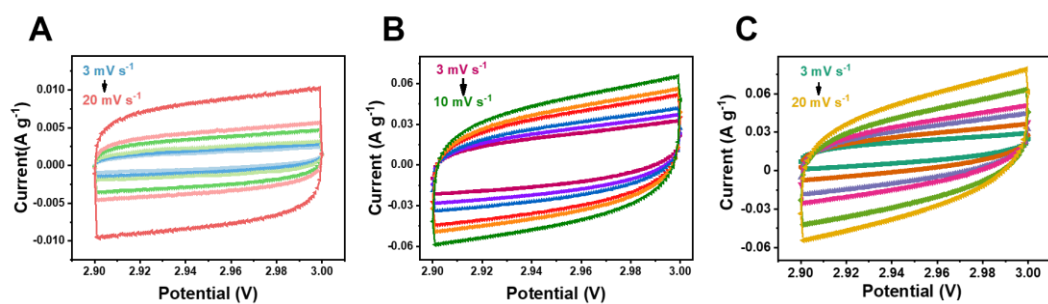 A
3 mV s⁻¹
20 mV s⁻¹
0.010
0.005
0.000
-0.005
-0.010
Current(A g⁻¹)
2.90 2.92 2.94 2.96 2.98 3.00
Potential (V)
B
3 mV s⁻¹
10 mV s⁻¹
0.06
0.03
0.00
-0.03
-0.06
Current (A g⁻¹)
2.90 2.92 2.94 2.96 2.98 3.00
Potential (V)
C
3 mV s⁻¹
20 mV s⁻¹
0.06
0.03
0.00
-0.03
-0.06
Current (A g⁻¹)
2.90 2.92 2.94 2.96 2.98 3.00
Potential (V)